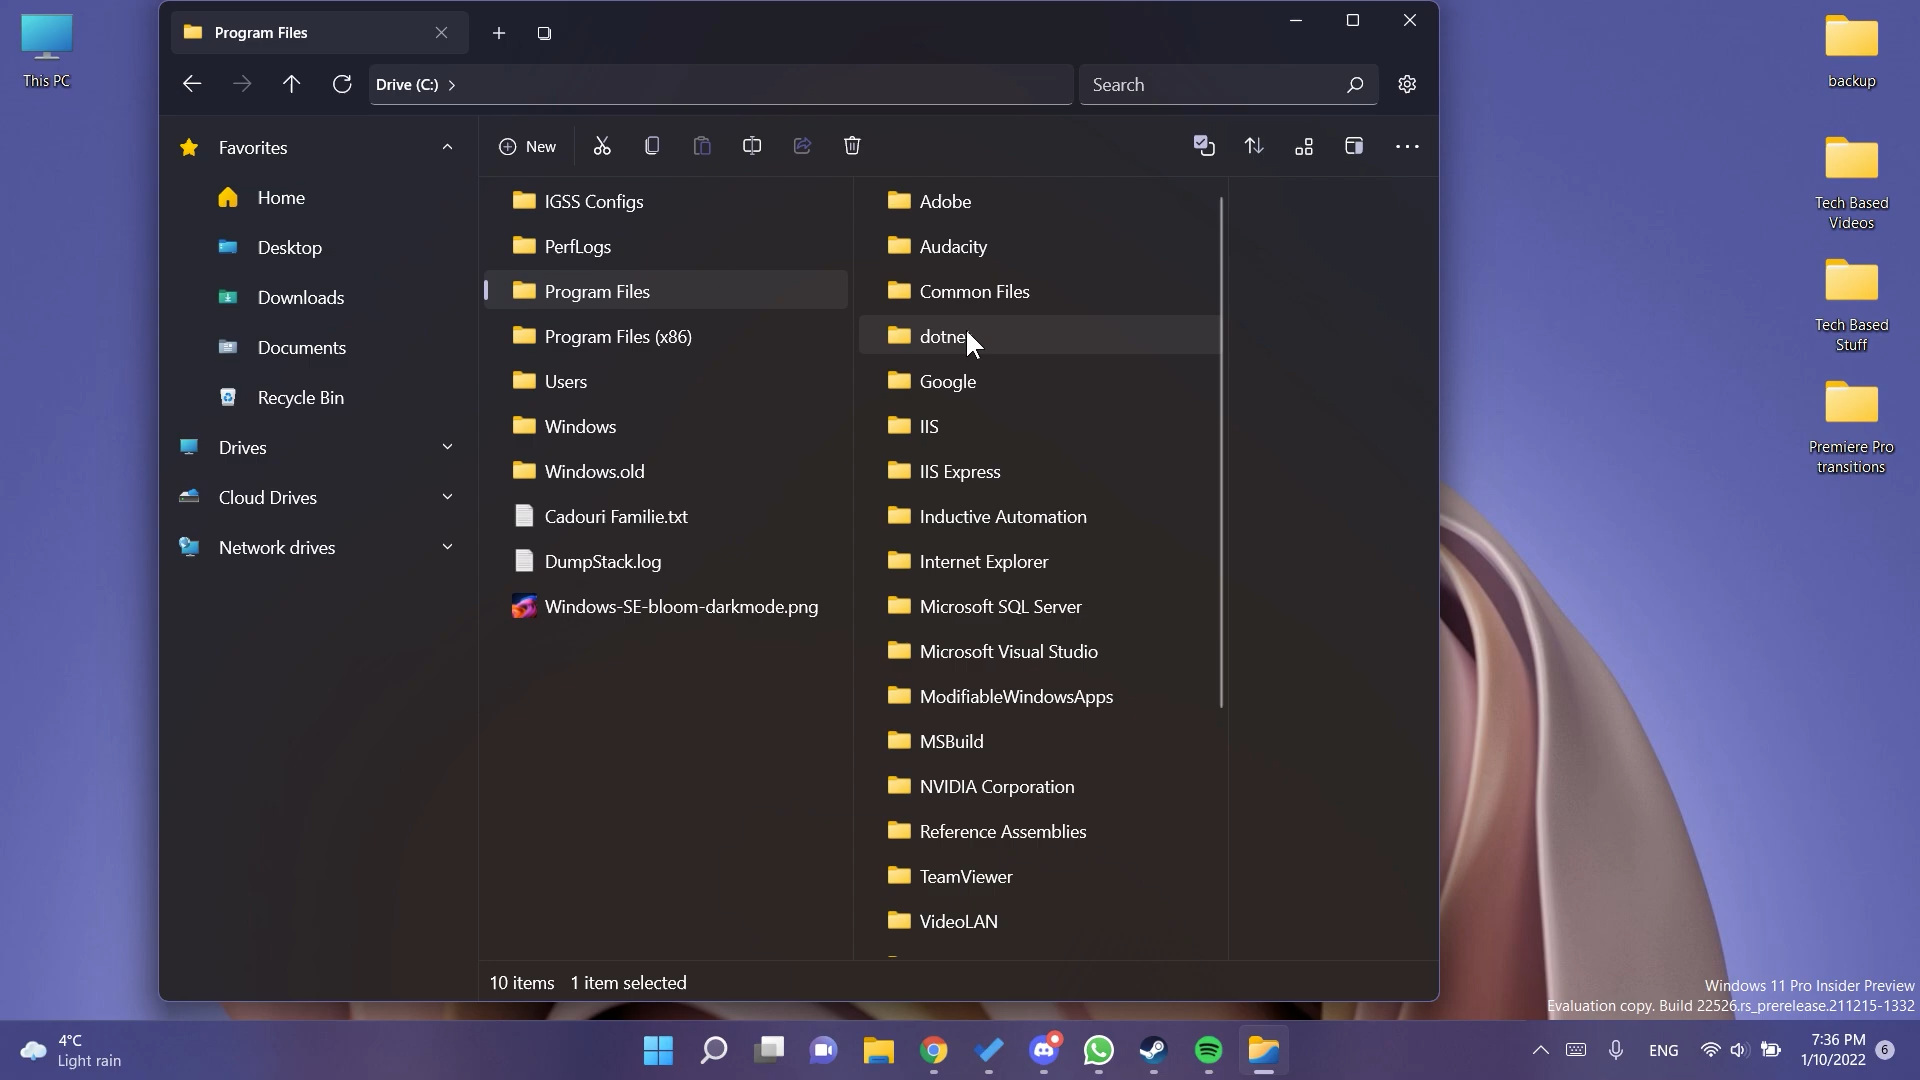 This PC
Program Files
Drive (C:)
Search
Favorites
Home
Desktop
Downloads
Documents
Recycle Bin
Drives
Cloud Drives
Network drives
New
IGSS Configs
PerfLogs
Program Files
Program Files (x86)
Users
Windows
Windows.old
Cadouri Familie.txt
DumpStack.log
Windows-SE-bloom-darkmode.png
Adobe
Audacity
Common Files
dotne
Google
IIS
IIS Express
Inductive Automation
Internet Explorer
Microsoft SQL Server
Microsoft Visual Studio
ModifiableWindowsApps
MSBuild
NVIDIA Corporation
Reference Assemblies
TeamViewer
VideoLAN
10 items 1 item selected
backup
Tech Based
Videos
Tech Based
Stuff
Premiere Pro
transitions
Windows 11 Pro Insider Preview
Evaluation copy. Build 22526.rs_prerelease.211215-1332
4°C
Light rain
ENG
7:36 PM
1/10/2022
6